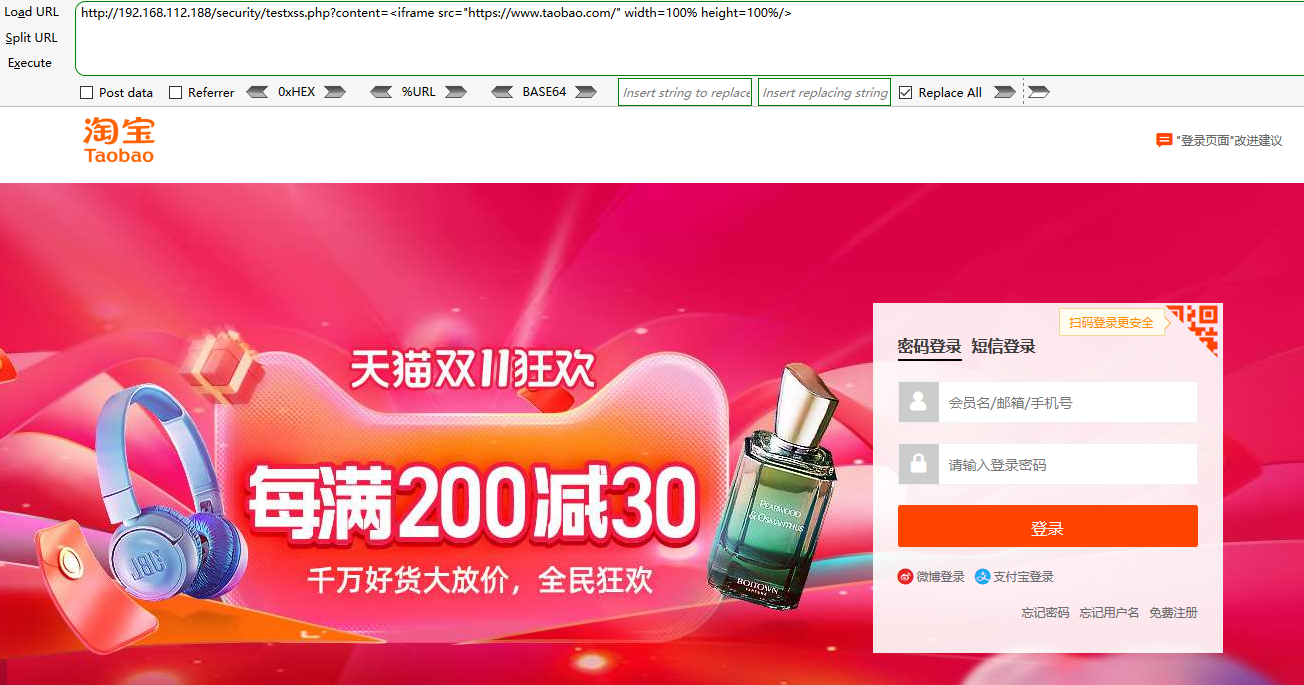 Load URL
http://192.168.112.188/security/testxss.php?content=<iframe src="https://www.taobao.com/" width=100% height=100%/>
Split URL
Execute
Post data Referrer 0xHEX %URL BASE64 Insert string to replace Insert replacing string Replace All
淘宝
Taobao
"登录页面"改进建议
扫码登录更安全
密码登录 短信登录
天猫双11狂欢
会员名/邮箱/手机号
请输入登录密码
每满200减30
PEARWOOD
& OSMANTHUS
登录
JBL
千万好货大放价，全民狂欢
微博登录 支付宝登录
忘记密码 忘记用户名 免费注册